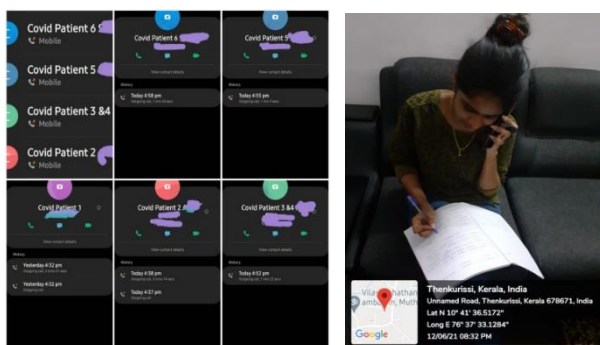 Covid Patient 6
Mobile
Covid Patient 5
Mobile
Covid Patient 3 &4
Mobile
Covid Patient 2
Covid Patient 6
View contact details
History
Today 4:58 pm
Covid Patient 5
View contact details
History
Today 4:55 pm
Covid Patient 1
View contact details
History
Yesterday 4:52 pm
Yesterday 4:52 pm
Outgoing call
Covid Patient 2
View contact details
History
Today 4:58 pm
Today 4:57 pm
Outgoing call
Covid Patient 3 &4
View contact details
History
Today 4:52 pm
Google
Thenkurissi, Kerala, India
Unnamed Road, Thenkurissi, Kerala 678671, India
Lat N 10° 41' 36.5172"
Long E 76° 37' 33.1284"
12/06/21 08:32 PM